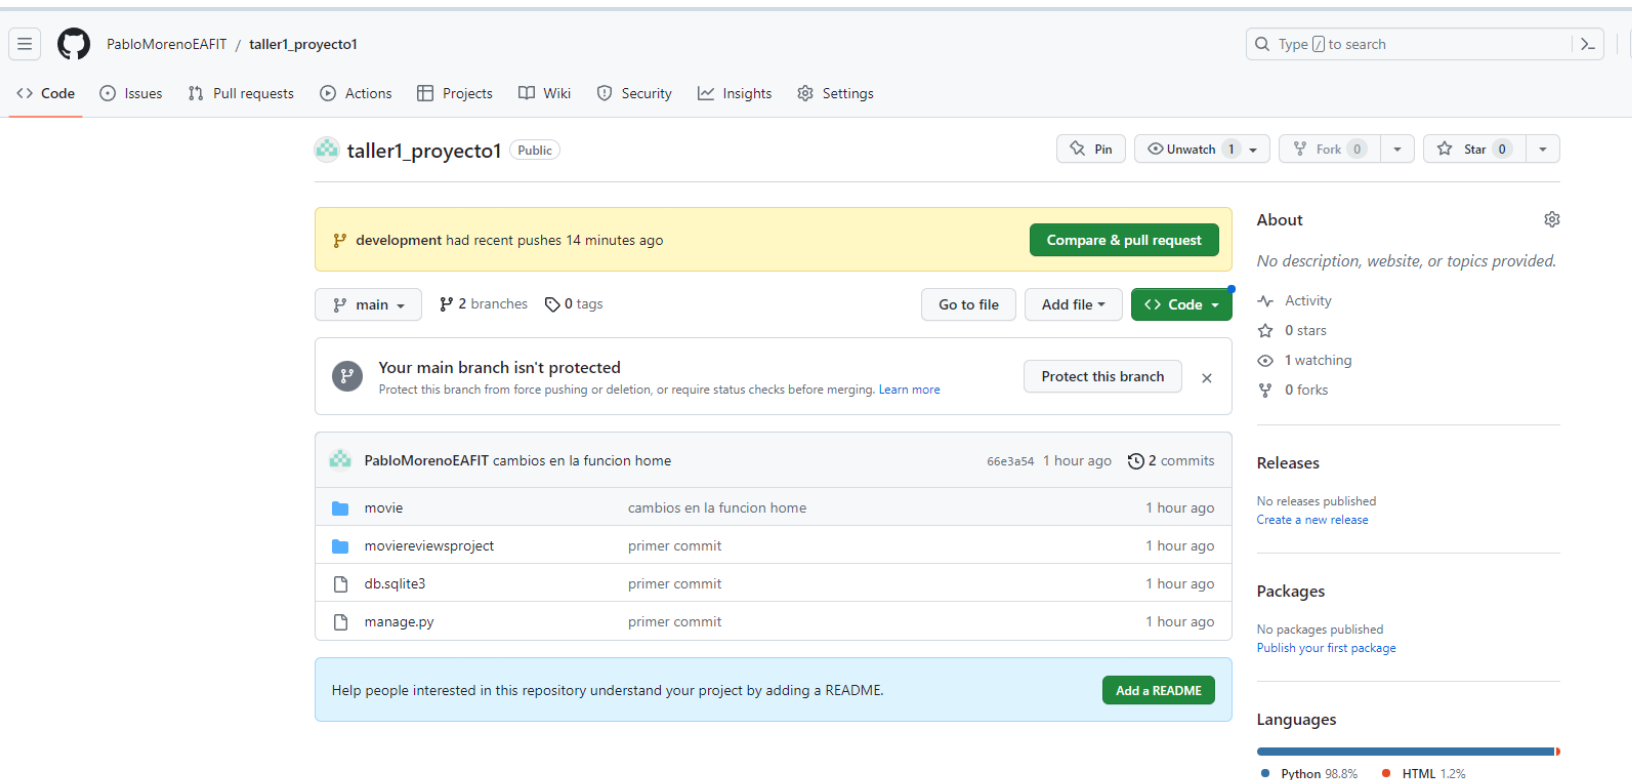 PabloMorenoEAFIT / taller1_proyecto1
Type / to search
Code Issues Pull requests Actions Projects Wiki Security Insights Settings
taller1_proyecto1 Public
Pin Unwatch 1 Fork 0 Star 0
development had recent pushes 14 minutes ago
Compare & pull request
main 2 branches 0 tags
Go to file Add file Code
Your main branch isn't protected
Protect this branch from force pushing or deletion, or require status checks before merging. Learn more
Protect this branch
PabloMorenoEAFIT cambios en la funcion home 66e3a54 1 hour ago 2 commits
movie cambios en la funcion home 1 hour ago
moviereviewsproject primer commit 1 hour ago
db.sqlite3 primer commit 1 hour ago
manage.py primer commit 1 hour ago
Help people interested in this repository understand your project by adding a README.
Add a README
About
No description, website, or topics provided.
Activity
0 stars
1 watching
0 forks
Releases
No releases published
Create a new release
Packages
No packages published
Publish your first package
Languages
Python 98.8% HTML 1.2%